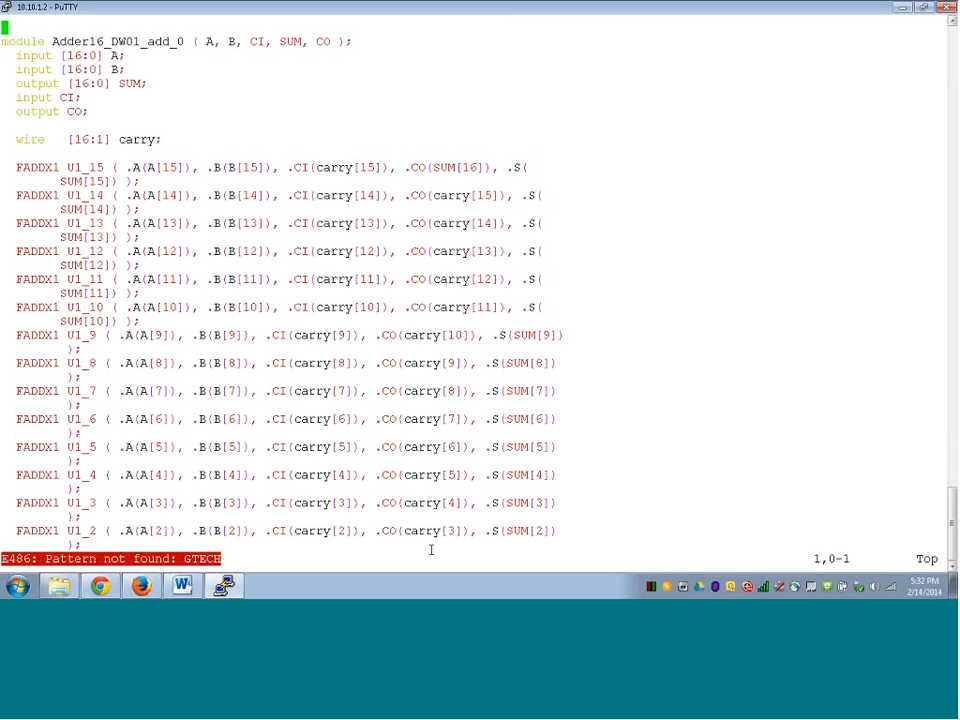 10.10.1.2 - PuTTY
module Adder16_DW01_add_0 ( A, B, CI, SUM, CO );
  input [16:0] A;
  input [16:0] B;
  output [16:0] SUM;
  input CI;
  output CO;
  wire   [16:1] carry;
  FADDX1 U1_15 ( .A(A[15]), .B(B[15]), .CI(carry[15]), .CO(SUM[16]), .S(
        SUM[15]) );
  FADDX1 U1_14 ( .A(A[14]), .B(B[14]), .CI(carry[14]), .CO(carry[15]), .S(
        SUM[14]) );
  FADDX1 U1_13 ( .A(A[13]), .B(B[13]), .CI(carry[13]), .CO(carry[14]), .S(
        SUM[13]) );
  FADDX1 U1_12 ( .A(A[12]), .B(B[12]), .CI(carry[12]), .CO(carry[13]), .S(
        SUM[12]) );
  FADDX1 U1_11 ( .A(A[11]), .B(B[11]), .CI(carry[11]), .CO(carry[12]), .S(
        SUM[11]) );
  FADDX1 U1_10 ( .A(A[10]), .B(B[10]), .CI(carry[10]), .CO(carry[11]), .S(
        SUM[10]) );
  FADDX1 U1_9 ( .A(A[9]), .B(B[9]), .CI(carry[9]), .CO(carry[10]), .S(SUM[9])
         );
  FADDX1 U1_8 ( .A(A[8]), .B(B[8]), .CI(carry[8]), .CO(carry[9]), .S(SUM[8])
         );
  FADDX1 U1_7 ( .A(A[7]), .B(B[7]), .CI(carry[7]), .CO(carry[8]), .S(SUM[7])
         );
  FADDX1 U1_6 ( .A(A[6]), .B(B[6]), .CI(carry[6]), .CO(carry[7]), .S(SUM[6])
         );
  FADDX1 U1_5 ( .A(A[5]), .B(B[5]), .CI(carry[5]), .CO(carry[6]), .S(SUM[5])
         );
  FADDX1 U1_4 ( .A(A[4]), .B(B[4]), .CI(carry[4]), .CO(carry[5]), .S(SUM[4])
         );
  FADDX1 U1_3 ( .A(A[3]), .B(B[3]), .CI(carry[3]), .CO(carry[4]), .S(SUM[3])
         );
  FADDX1 U1_2 ( .A(A[2]), .B(B[2]), .CI(carry[2]), .CO(carry[3]), .S(SUM[2])
         );
E486: Pattern not found: GTECH 1,0-1 Top
5:32 PM
2/14/2014